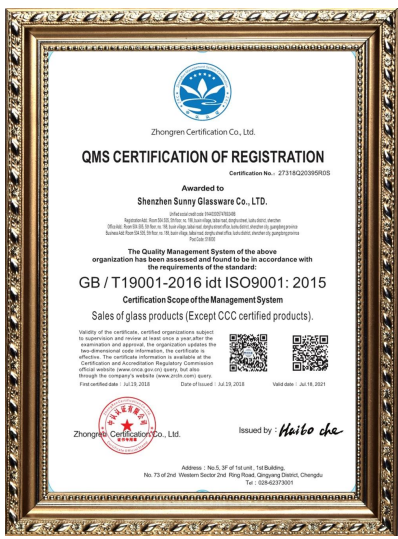 Zhongren Certification Co., Ltd.
QMS CERTIFICATION OF REGISTRATION
Certification No.: 27318Q20395R0S
Awarded to
Shenzhen Sunny Glassware Co., LTD.
The Quality Management System of the above
organization has been assessed and found to be in accordance with
the requirements of the standard:
GB / T19001-2016 idt ISO9001: 2015
Certification Scope of the Management System
Sales of glass products (Except CCC certified products).
Validity of the certificate, certified organizations subject
to supervision and review at least once a year,after the
examination and approval, the organization updates the
two-dimensional code information, the certificate is
effective. The certificate information is available at the
Certification and Accreditation Regulatory Commission
official website (www.cnca.gov.cn) query, but also
through the company's website (www.zrcln.com) query.
First certified date : Jul.19, 2018 Date of Issued : Jul.19, 2018 Valid date : Jul.18, 2021
Zhongren Certification Co., Ltd.
Issued by : Haibo che
Address : No.5, 3F of 1st unit, 1st Building,
No. 73 of 2nd Western Sector 2nd Ring Road, Qingyang District, Chengdu
Tel : 028-62373001